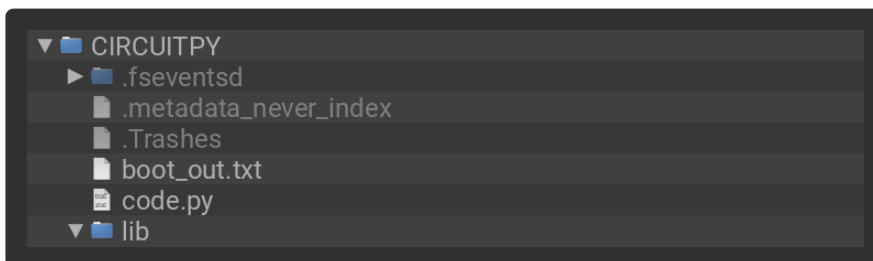 CIRCUITPY
.fseventsd
.metadata_never_index
.Trashes
boot_out.txt
code.py
lib